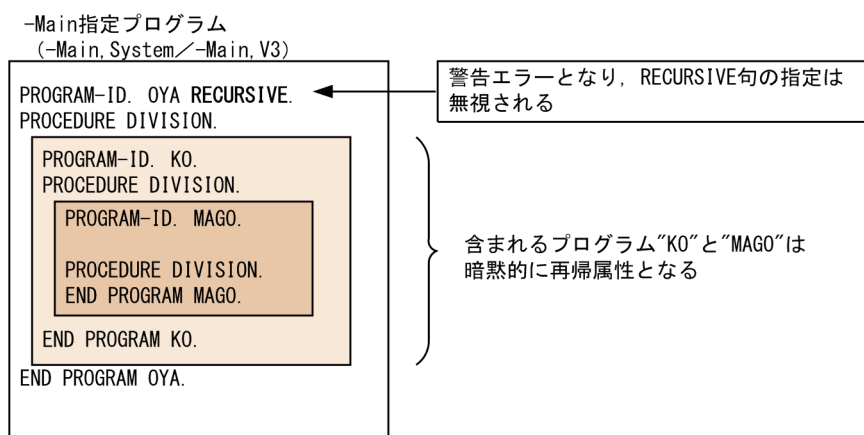 -Main指定プログラム
(-Main,System／-Main,V3)
PROGRAM-ID. OYA RECURSIVE.
PROCEDURE DIVISION.
警告エラーとなり，RECURSIVE句の指定は
無視される
PROGRAM-ID. KO.
PROCEDURE DIVISION.
PROGRAM-ID. MAGO.
PROCEDURE DIVISION.
END PROGRAM MAGO.
END PROGRAM KO.
END PROGRAM OYA.
含まれるプログラム"KO"と"MAGO"は
暗黙的に再帰属性となる